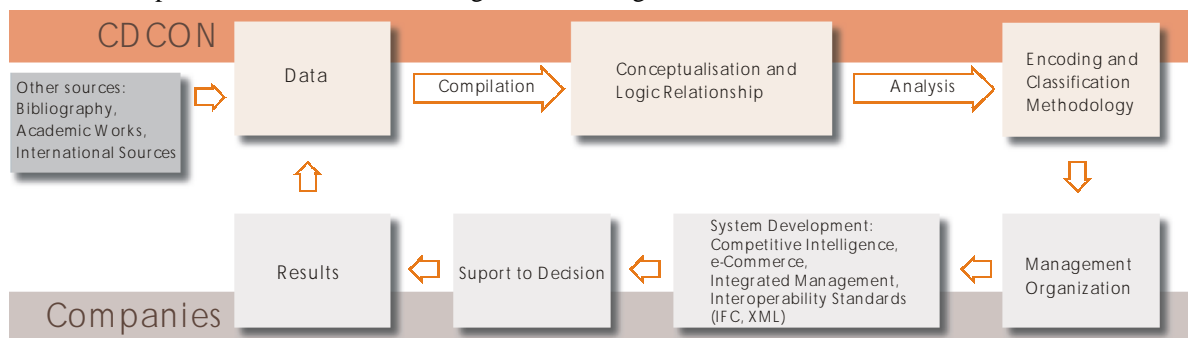 CDCON
Other sources:
Bibliography,
Academic Works,
International Sources
Data
Compilation
Conceptualisation and
Logic Relationship
Analysis
Encoding and
Classification
Methodology
Results
Suport to Decision
System Development:
Competitive Intelligence,
e-Commerce,
Integrated Management,
Interoperability Standards
(IFC, XML)
Management
Organization
Companies